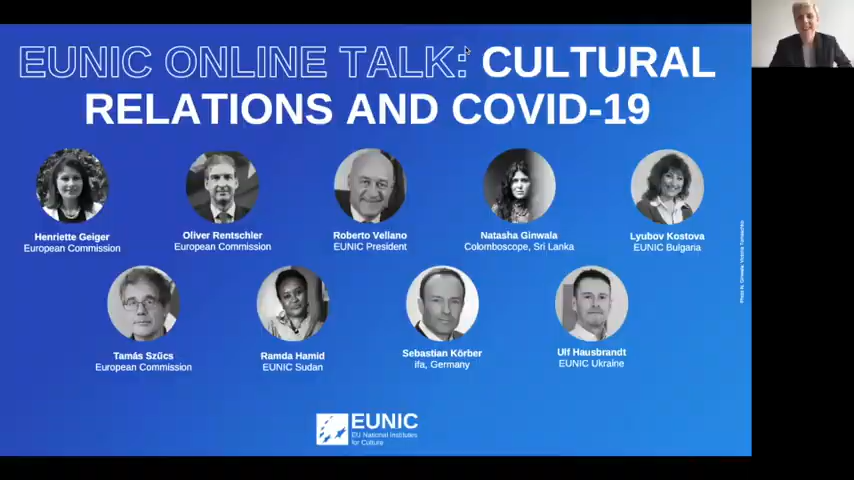 EUNIC ONLINE TALK: CULTURAL
RELATIONS AND COVID-19
Henriette Geiger
European Commission
Oliver Rentschler
European Commission
Roberto Vellano
EUNIC President
Natasha Ginwala
Colomboscope, Sri Lanka
Lyubov Kostova
EUNIC Bulgaria
Tamás Szűcs
European Commission
Ramda Hamid
EUNIC Sudan
Sebastian Körber
ifa, Germany
Ulf Hausbrandt
EUNIC Ukraine
EUNIC
EU National Institutes
for Culture